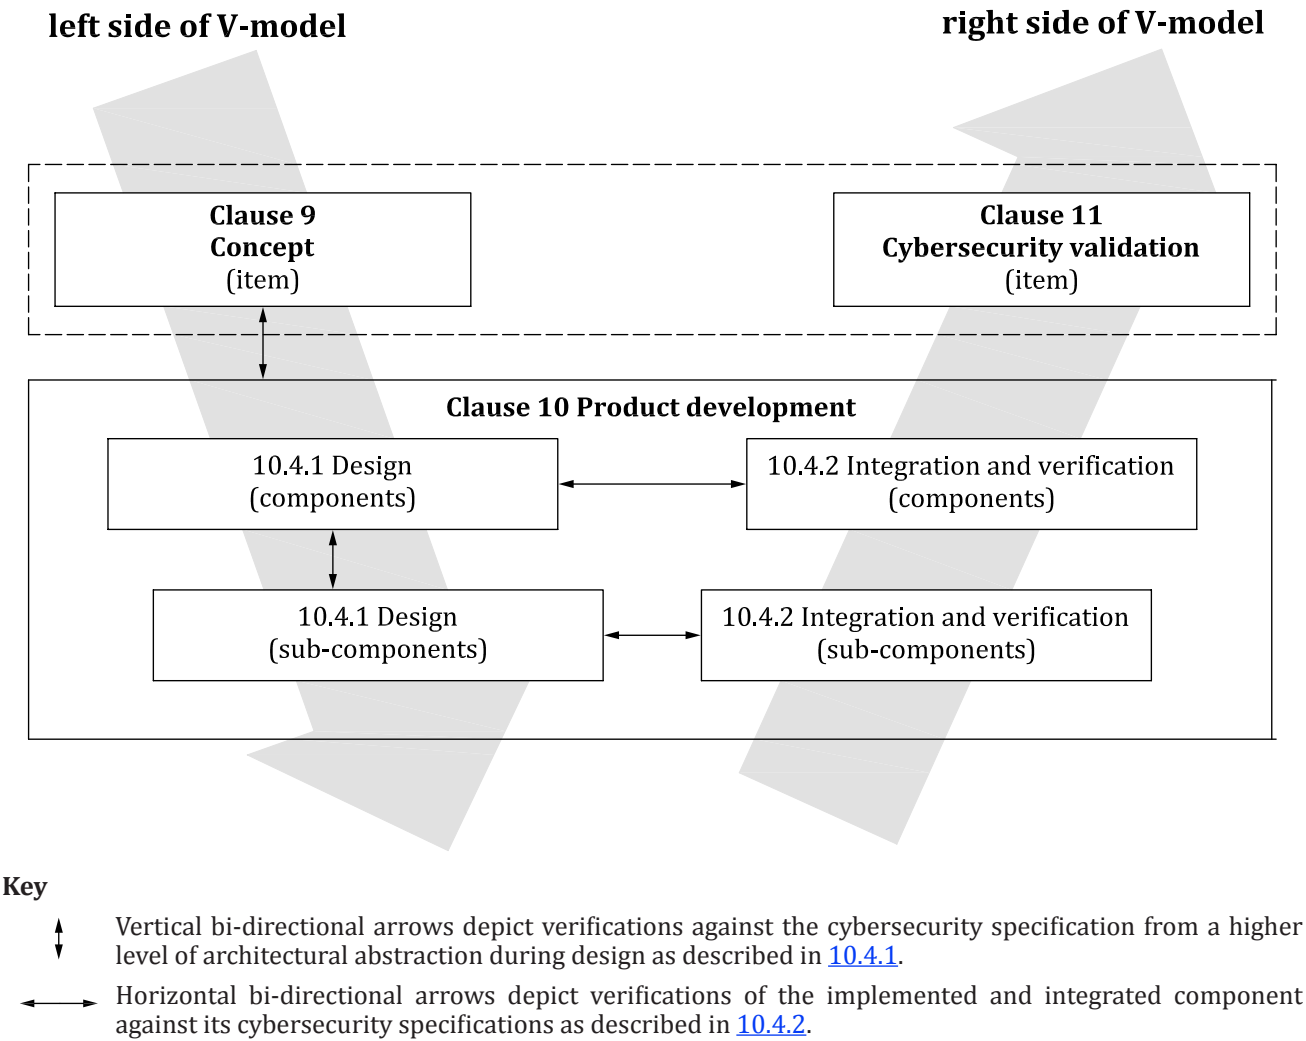 left side of V-model
right side of V-model
Clause 9
Concept
(item)
Clause 11
Cybersecurity validation
(item)
Clause 10 Product development
10.4.1 Design
(components)
10.4.2 Integration and verification
(components)
10.4.1 Design
(sub-components)
10.4.2 Integration and verification
(sub-components)
Key
Vertical bi-directional arrows depict verifications against the cybersecurity specification from a higher
level of architectural abstraction during design as described in 10.4.1.
Horizontal bi-directional arrows depict verifications of the implemented and integrated component
against its cybersecurity specifications as described in 10.4.2.